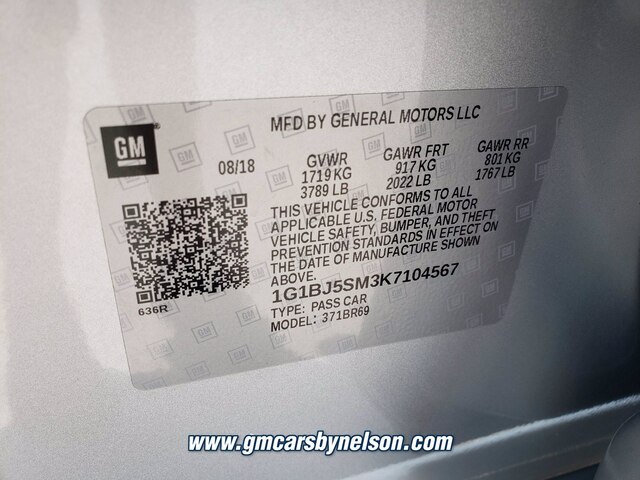 GM
®
MFD BY GENERAL MOTORS LLC
08/18
GVWR
1719 KG
3789 LB
GAWR FRT
917 KG
2022 LB
GAWR RR
801 KG
1767 LB
THIS VEHICLE CONFORMS TO ALL
APPLICABLE U.S. FEDERAL MOTOR
VEHICLE SAFETY, BUMPER, AND THEFT
PREVENTION STANDARDS IN EFFECT ON
THE DATE OF MANUFACTURE SHOWN
ABOVE.
1G1BJ5SM3K7104567
TYPE: PASS CAR
MODEL: 371BR69
636R
www.gmcarsbynelson.com